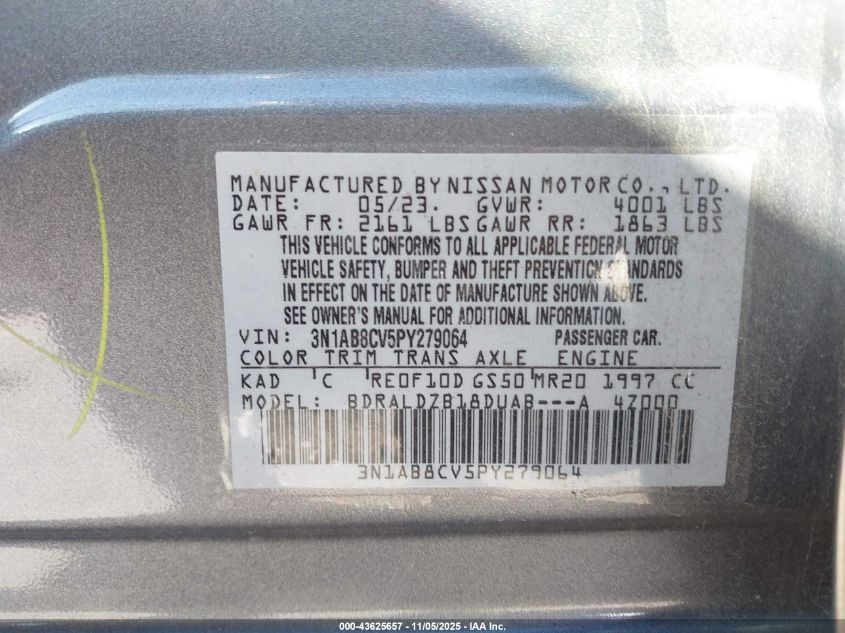 MANUFACTURED BY NISSAN MOTOR CO., LTD.
DATE: 05/23. GVWR: 4001 LBS
GAWR FR: 2161 LBS GAWR RR: 1863 LBS
THIS VEHICLE CONFORMS TO ALL APPLICABLE FEDERAL MOTOR
VEHICLE SAFETY, BUMPER AND THEFT PREVENTION STANDARDS
IN EFFECT ON THE DATE OF MANUFACTURE SHOWN ABOVE.
SEE OWNER'S MANUAL FOR ADDITIONAL INFORMATION.
VIN: 3N1AB8CV5PY279064 PASSENGER CAR.
COLOR TRIM TRANS AXLE ENGINE
KAD C RE0F10D GS50 MR20 1997 CC
MODEL: BDRALDZB18DUAB---A 4Z000
3N1AB8CV5PY279064
000-43625657 - 11/05/2025 - IAA Inc.